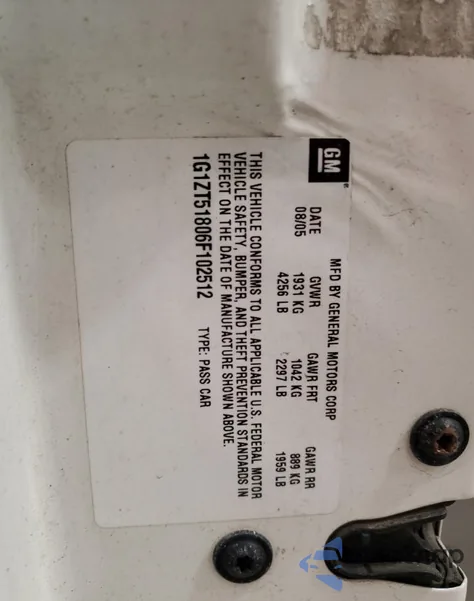 GM
MFD BY GENERAL MOTORS CORP
DATE GVWR GAWR FRT GAWR RR
08/05 1931 KG 1042 KG 889 KG
4256 LB 2297 LB 1959 LB
THIS VEHICLE CONFORMS TO ALL APPLICABLE U.S. FEDERAL MOTOR
VEHICLE SAFETY, BUMPER, AND THEFT PREVENTION STANDARDS IN
EFFECT ON THE DATE OF MANUFACTURE SHOWN ABOVE.
1G1ZT51806F102512 TYPE: PASS CAR